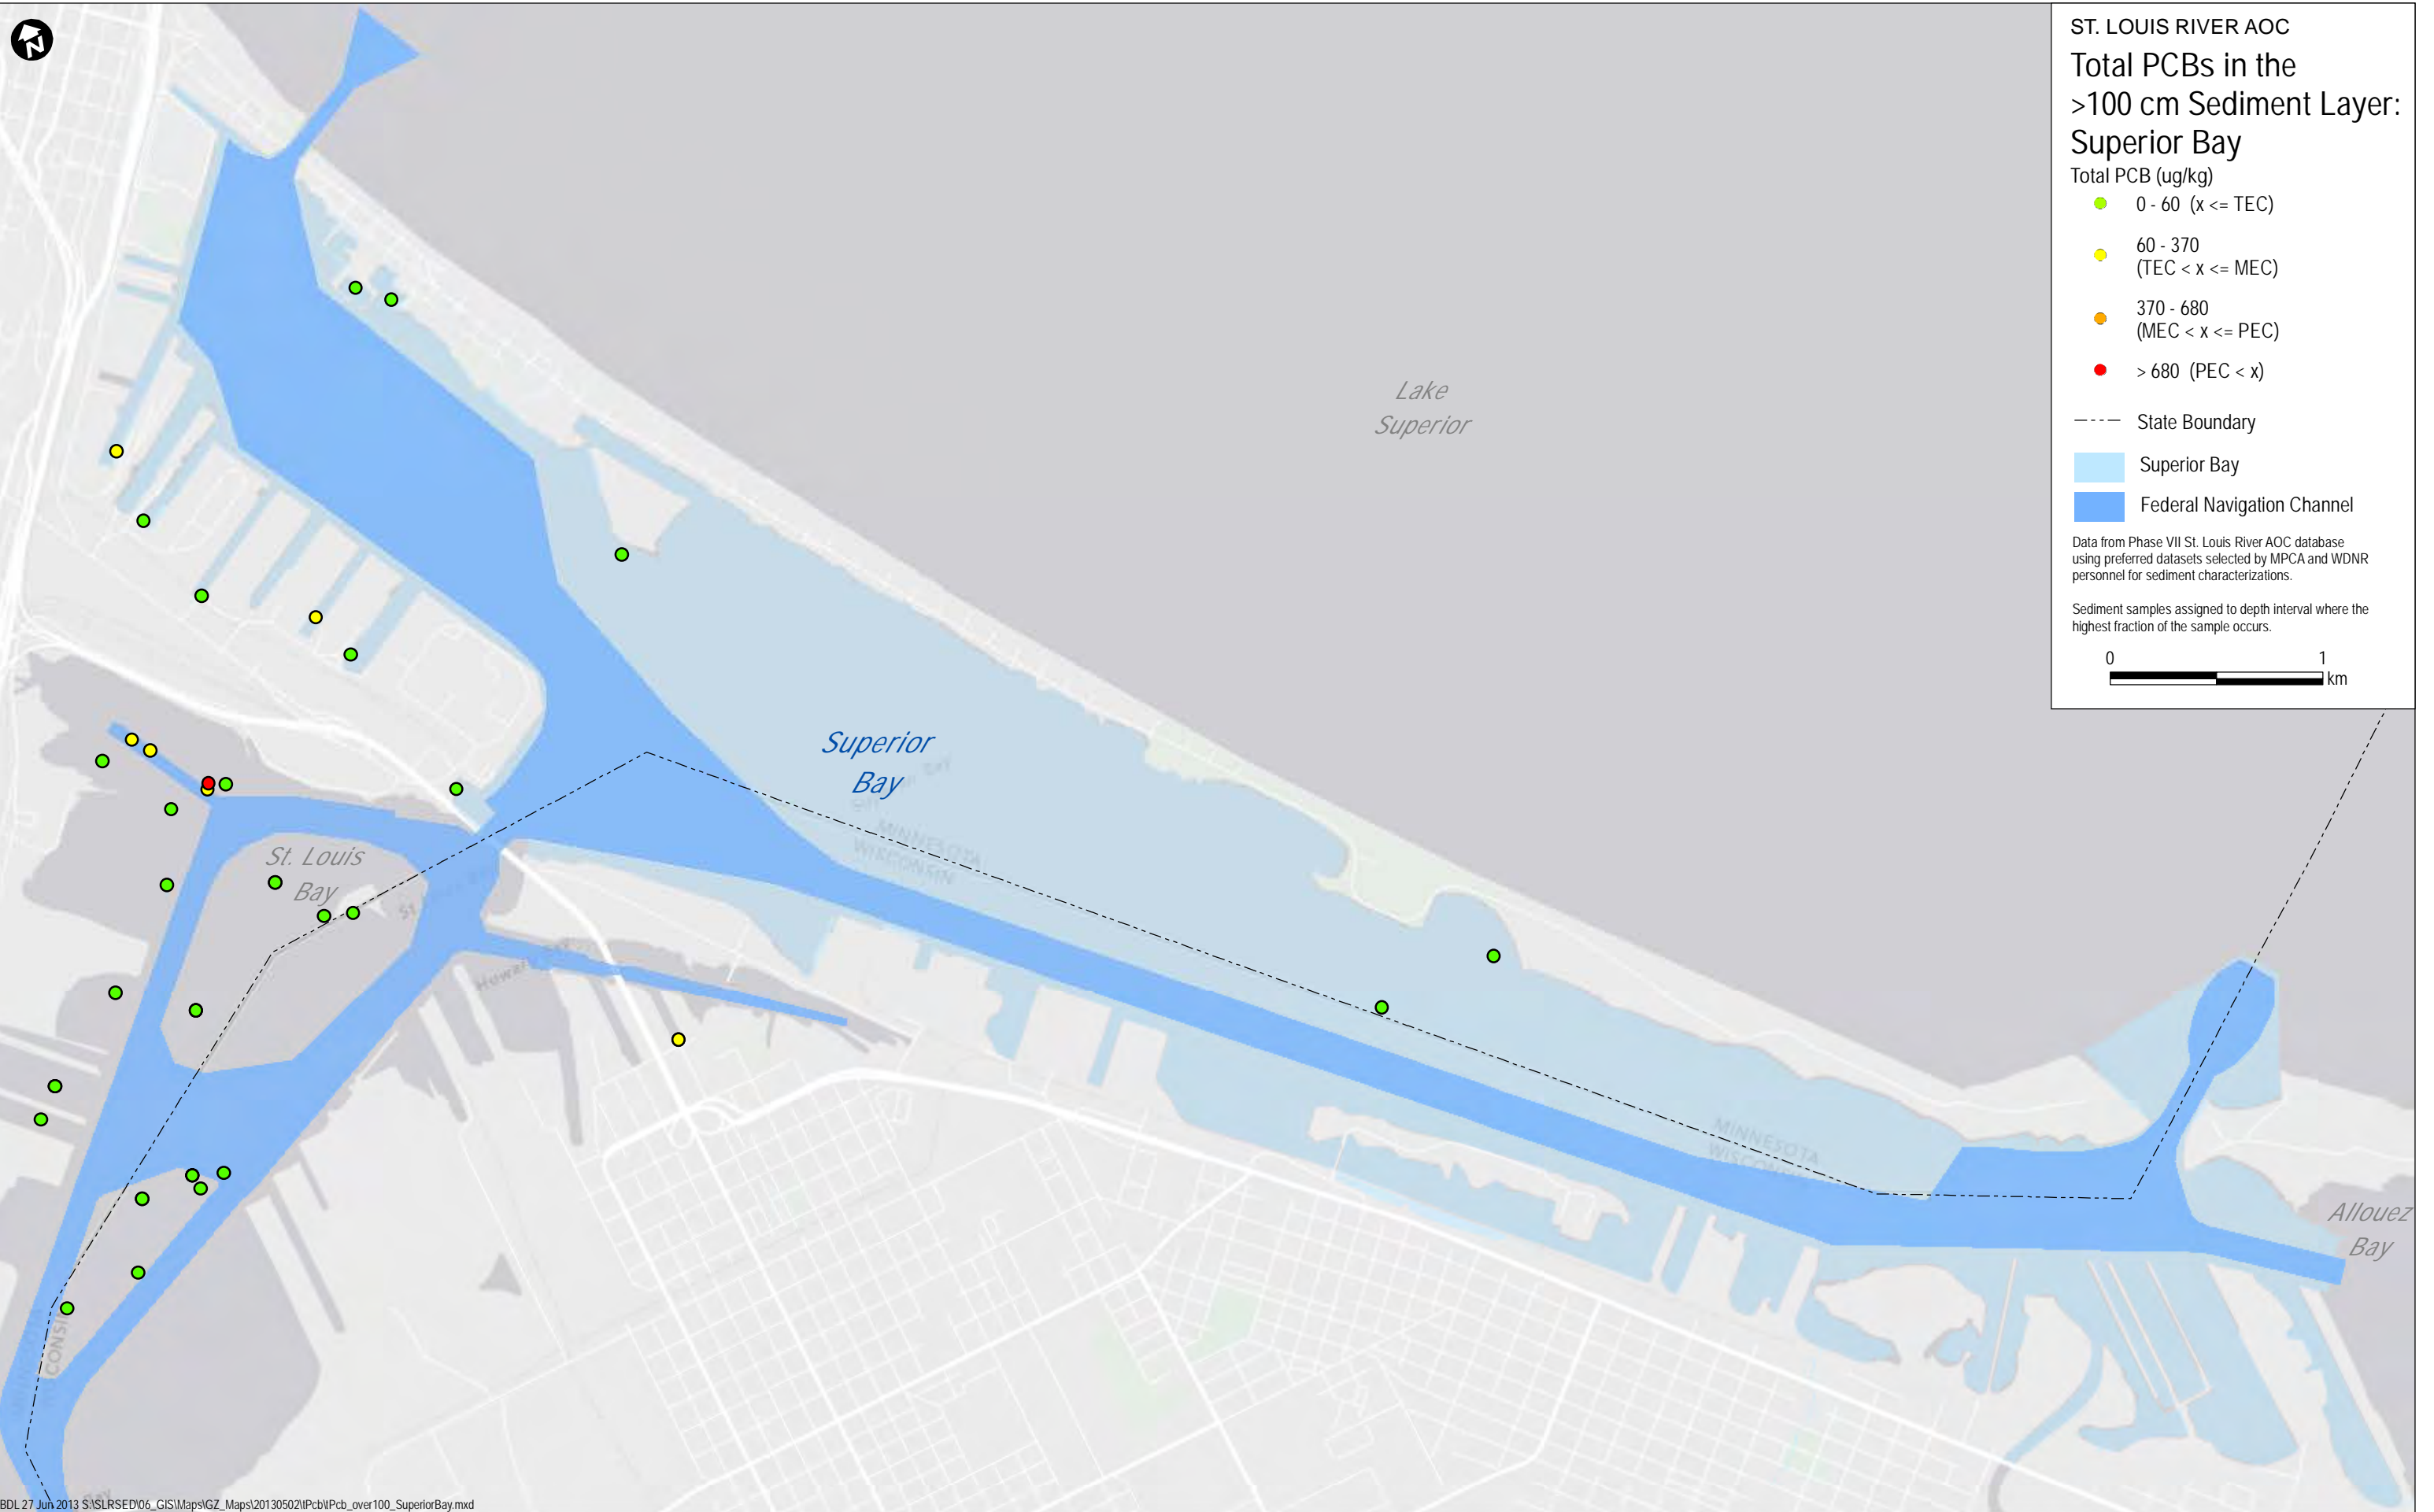 N
ST. LOUIS RIVER AOC
Total PCBs in the
>100 cm Sediment Layer:
Superior Bay
Total PCB (ug/kg)
0 - 60 (x <= TEC)
60 - 370
(TEC < x <= MEC)
370 - 680
(MEC < x <= PEC)
> 680 (PEC < x)
State Boundary
Superior Bay
Federal Navigation Channel
Data from Phase VII St. Louis River AOC database
using preferred datasets selected by MPCA and WDNR
personnel for sediment characterizations.
Sediment samples assigned to depth interval where the
highest fraction of the sample occurs.
0 1
km
Lake
Superior
Superior
Bay
MINNESOTA
WISCONSIN
St. Louis
Bay
MINNESOTA
Allouez
Bay
Bay
BDL 27 Jun 2013 S:\SLRSED\06_GIS\Maps\GZ_Maps\20130502\tPcb\tPcb_over100_SuperiorBay.mxd